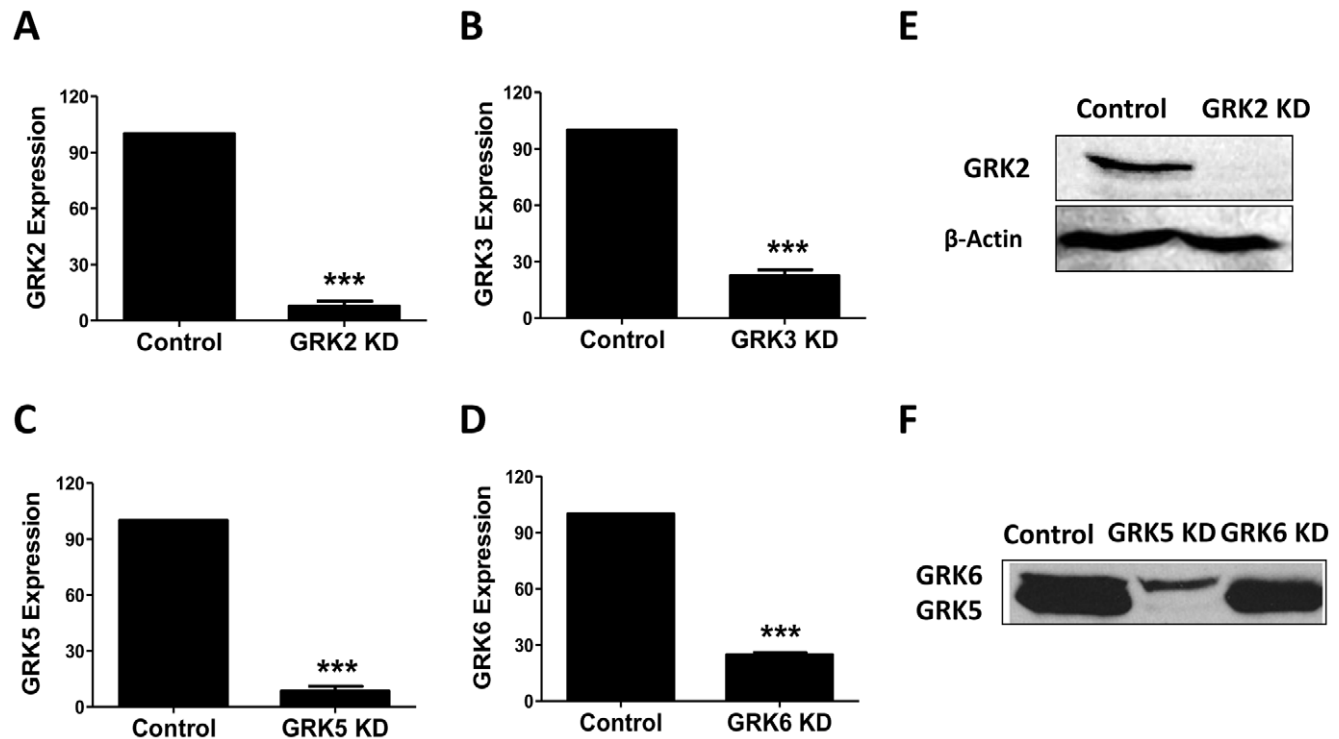 A
GRK2 Expression
120
90
60
30
0
***
Control GRK2 KD
B
GRK3 Expression
120
90
60
30
0
***
Control GRK3 KD
E
Control GRK2 KD
GRK2
β-Actin
C
GRK5 Expression
120
90
60
30
0
***
Control GRK5 KD
D
GRK6 Expression
120
90
60
30
0
***
Control GRK6 KD
F
Control GRK5 KD GRK6 KD
GRK6
GRK5